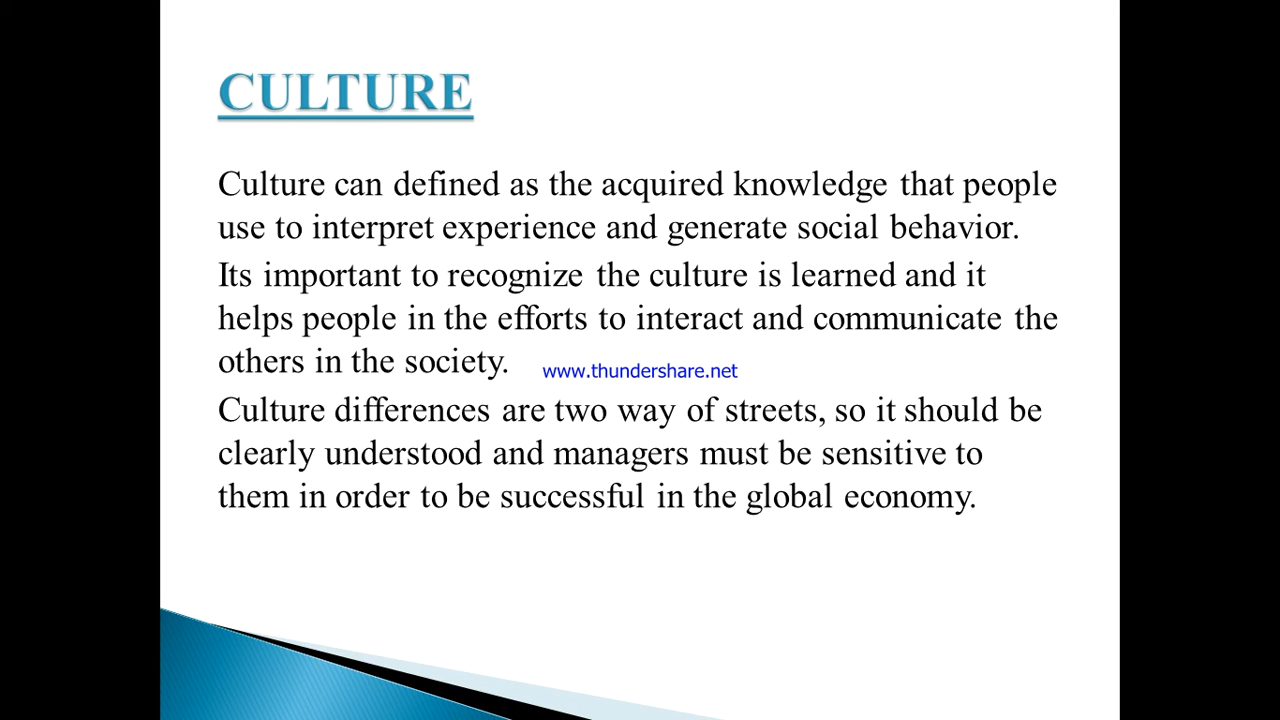 CULTURE
Culture can defined as the acquired knowledge that people
use to interpret experience and generate social behavior.
Its important to recognize the culture is learned and it
helps people in the efforts to interact and communicate the
others in the society.
www.thundershare.net
Culture differences are two way of streets, so it should be
clearly understood and managers must be sensitive to
them in order to be successful in the global economy.